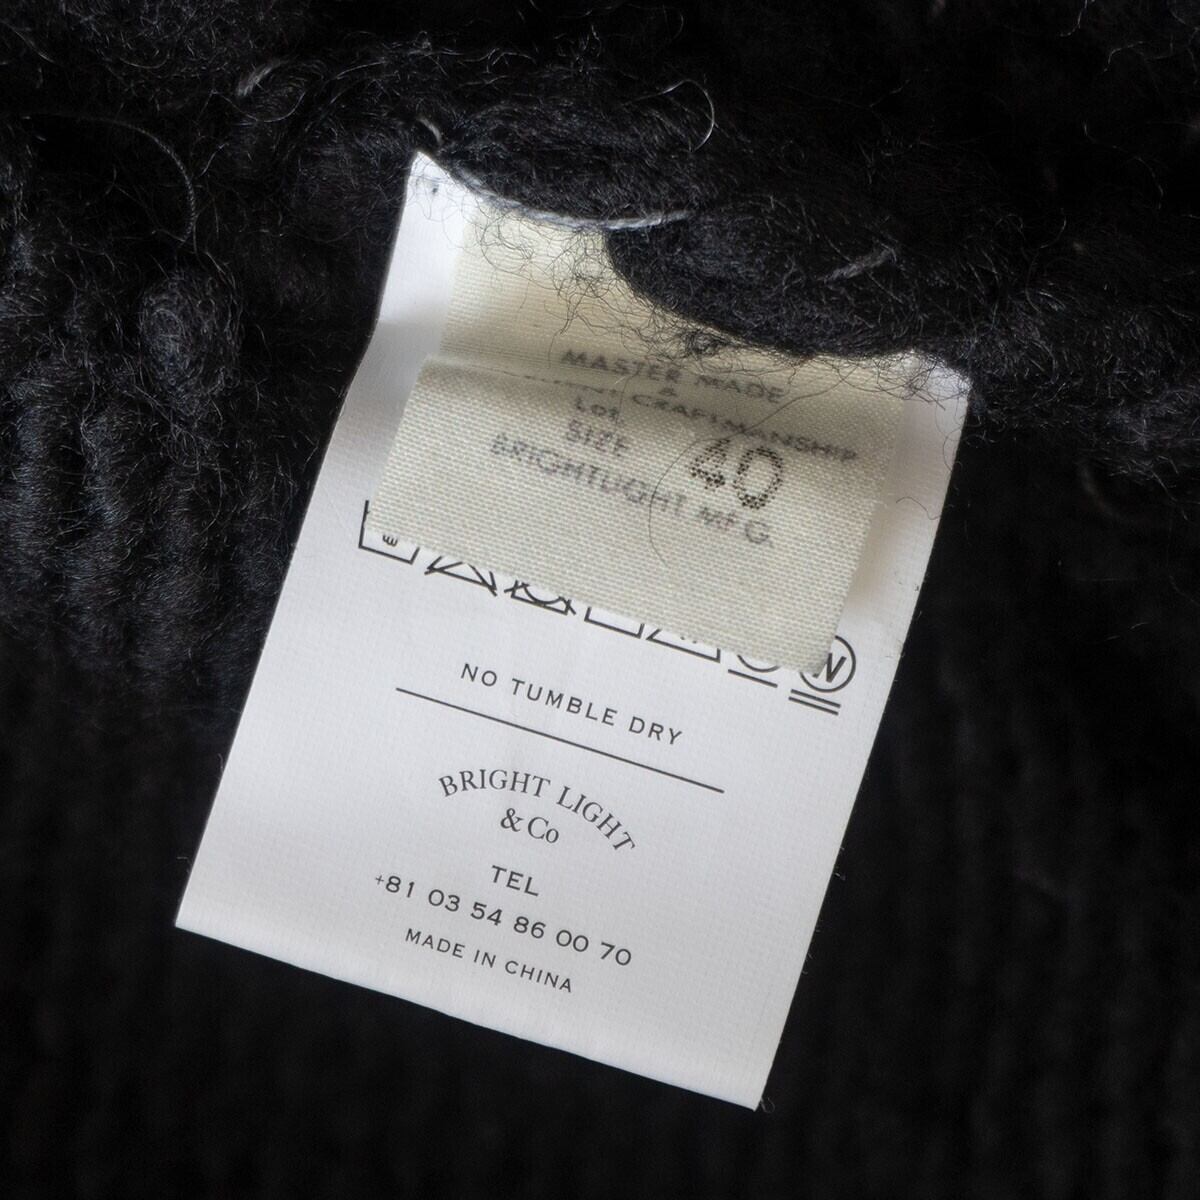 MASTER MADE
&
CRAFTMANSHIP
Lot
SIZE 40
BRIGHTLIGHT MFG.
W
NO TUMBLE DRY
BRIGHT LIGHT
& Co
TEL
+81 03 54 86 00 70
MADE IN CHINA